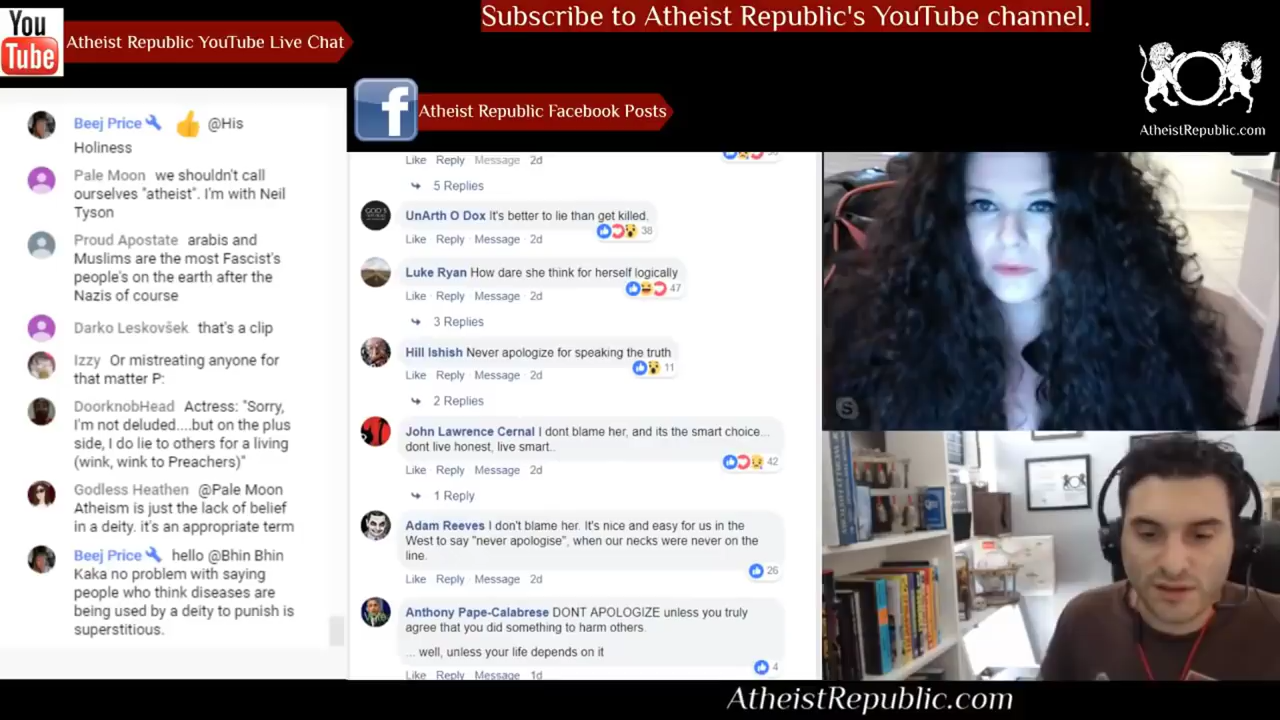 Subscribe to Atheist Republic's YouTube channel.
You
Tube
Atheist Republic YouTube Live Chat
AtheistRepublic.com
Atheist Republic Facebook Posts
Beej Price @His
Holiness
Pale Moon we shouldn't call
ourselves "atheist". I'm with Neil
Tyson
Proud Apostate arabis and
Muslims are the most Fascist's
people's on the earth after the
Nazis of course
Darko Leskovšek that's a clip
Izzy Or mistreating anyone for
that matter P:
DoorknobHead Actress: "Sorry,
I'm not deluded....but on the plus
side, I do lie to others for a living
(wink, wink to Preachers)"
Godless Heathen @Pale Moon
Atheism is just the lack of belief
in a deity. it's an appropriate term
Beej Price hello @Bhin Bhin
Kaka no problem with saying
people who think diseases are
being used by a deity to punish is
superstitious.
Like Reply Message 2d
5 Replies
UnArth O Dox It's better to lie than get killed.
38
Like Reply Message 2d
Luke Ryan How dare she think for herself logically
47
Like Reply Message 2d
3 Replies
Hill Ishish Never apologize for speaking the truth
11
Like Reply Message 2d
2 Replies
John Lawrence Cernal I dont blame her, and its the smart choice...
dont live honest, live smart..
42
Like Reply Message 2d
1 Reply
Adam Reeves I don't blame her. It's nice and easy for us in the
West to say "never apologise", when our necks were never on the
line.
26
Like Reply Message 2d
Anthony Pape-Calabrese DONT APOLOGIZE unless you truly
agree that you did something to harm others.
... well, unless your life depends on it
4
Like Reply Message 1d
AtheistRepublic.com